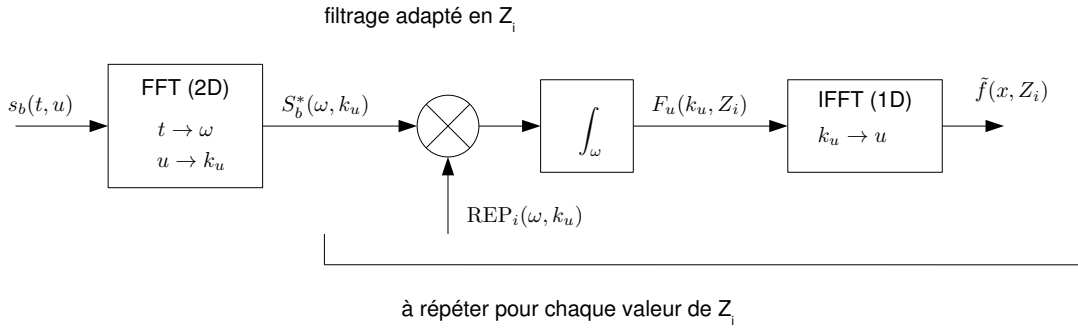 filtrage adapté en Z_i
s_b(t, u)
FFT (2D)
t → ω
u → k_u
S_b^*(ω, k_u)
∫_ω
F_u(k_u, Z_i)
IFFT (1D)
k_u → u
f̃(x, Z_i)
REP_i(ω, k_u)
à répéter pour chaque valeur de Z_i